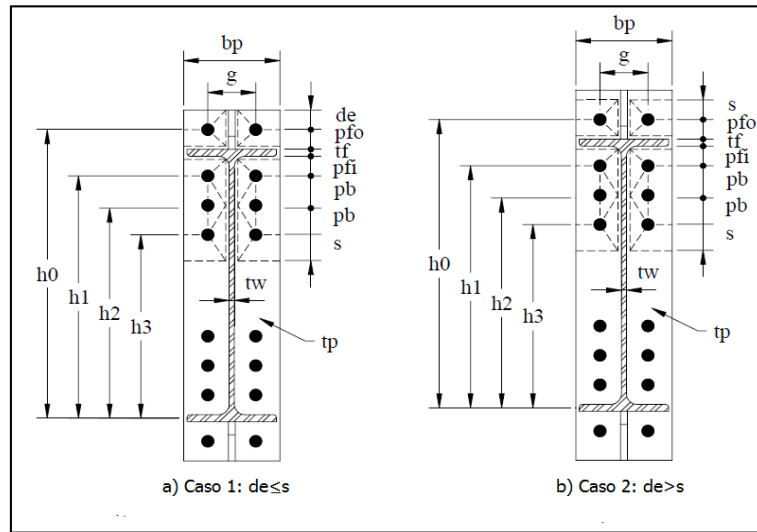 bp
g
de
pfo
tf
pfi
pb
pb
s
h0
h1
h2
h3
tw
tp
a) Caso 1: de≤s
bp
g
s
pfo
tf
pfi
pb
pb
s
h0
h1
h2
h3
tw
tp
b) Caso 2: de>s